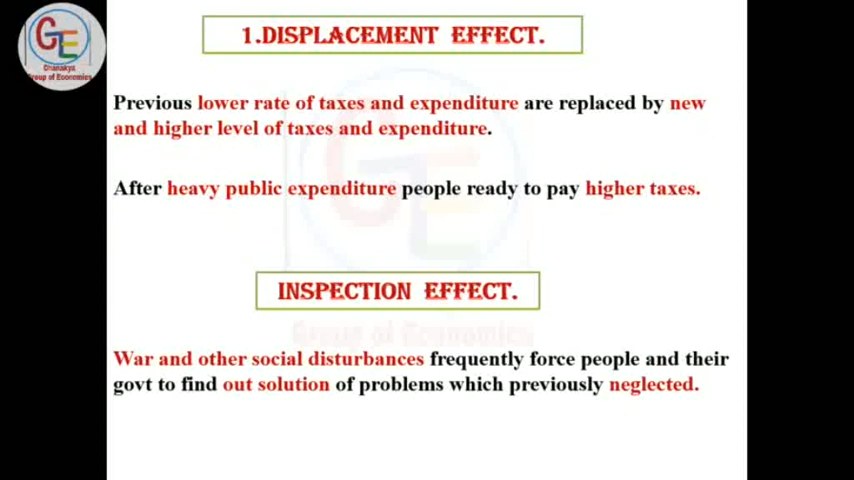 GE
Chanakya
Group of Economics
1.DISPLACEMENT EFFECT.
Previous lower rate of taxes and expenditure are replaced by new
and higher level of taxes and expenditure.
After heavy public expenditure people ready to pay higher taxes.
INSPECTION EFFECT.
Group of Economics
War and other social disturbances frequently force people and their
govt to find out solution of problems which previously neglected.